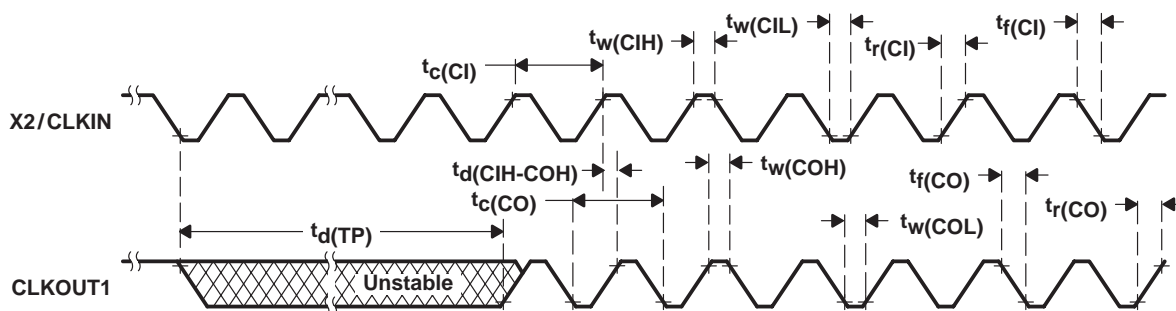 tw(CIH)
tw(CIL)
tr(CI)
tf(CI)
tc(CI)
X2/CLKIN
td(CIH-COH)
tw(COH)
tf(CO)
tc(CO)
tr(CO)
td(TP)
tw(COL)
CLKOUT1
Unstable